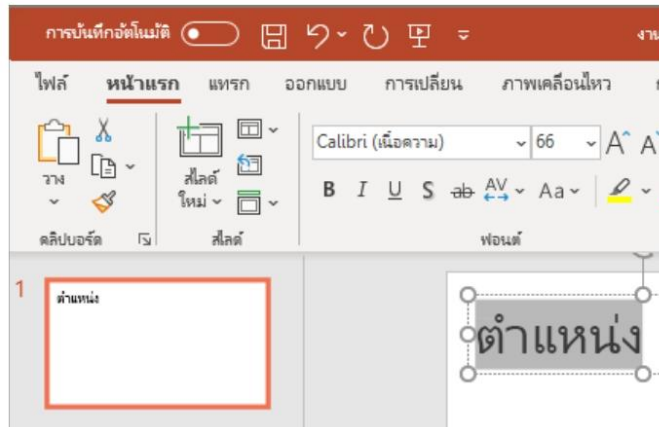 การบันทึกอัตโนมัติ
ไฟล์ หน้าแรก แทรก ออกแบบ การเปลี่ยน ภาพเคลื่อนไหว
วาง
สไลด์
ใหม่
Calibri (เนื้อความ) 66 A A
B I U S ab AV Aa
คลิปบอร์ด สไลด์ ฟอนต์
1
ตำแหน่ง
ตำแหน่ง